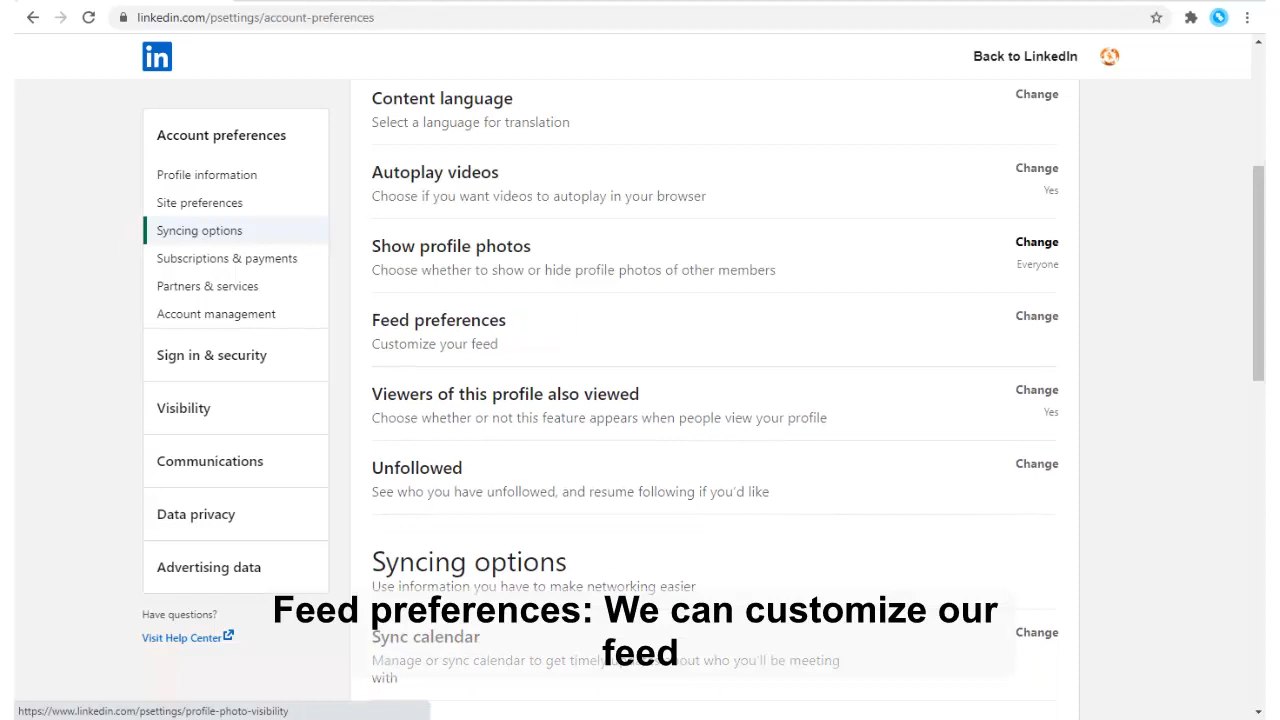 linkedin.com/psettings/account-preferences
in
Back to LinkedIn
Account preferences
Profile information
Site preferences
Syncing options
Subscriptions & payments
Partners & services
Account management
Sign in & security
Visibility
Communications
Data privacy
Advertising data
Have questions?
Visit Help Center
Content language
Change
Select a language for translation
Autoplay videos
Change
Choose if you want videos to autoplay in your browser
Yes
Show profile photos
Change
Choose whether to show or hide profile photos of other members
Everyone
Feed preferences
Change
Customize your feed
Viewers of this profile also viewed
Change
Choose whether or not this feature appears when people view your profile
Yes
Unfollowed
Change
See who you have unfollowed, and resume following if you'd like
Syncing options
Use information you have to make networking easier
Sync calendar
Change
Manage or sync calendar to get timely about who you'll be meeting
with
Feed preferences: We can customize our
feed
https://www.linkedin.com/psettings/profile-photo-visibility